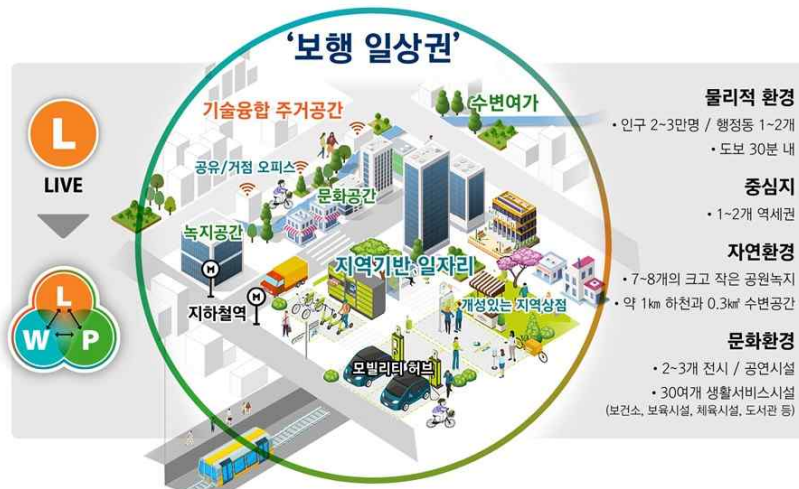 '보행 일상권'
L
LIVE
L
W
P
기술융합 주거공간
수변여가
공유/거점 오피스
문화공간
녹지공간
지역기반 일자리
M
지하철역
M
개성있는 지역상점
모빌리티 허브
물리적 환경
• 인구 2~3만명 / 행정동 1~2개
• 도보 30분 내
중심지
• 1~2개 역세권
자연환경
• 7~8개의 크고 작은 공원녹지
• 약 1㎞ 하천과 0.3㎢ 수변공간
문화환경
• 2~3개 전시 / 공연시설
• 30여개 생활서비스시설
(보건소, 보육시설, 체육시설, 도서관 등)